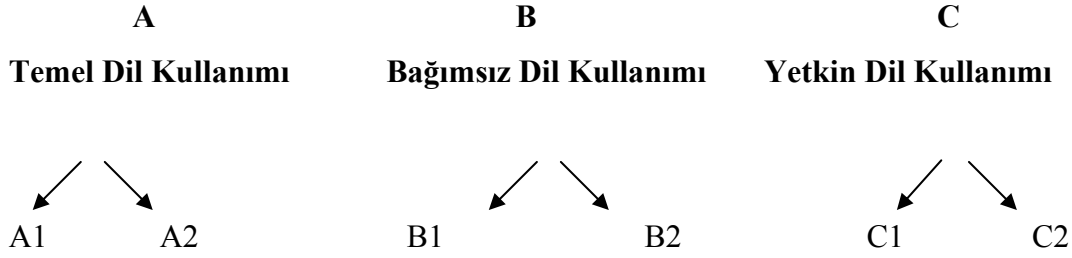 A B C
Temel Dil Kullanımı Bağımsız Dil Kullanımı Yetkin Dil Kullanımı
A1 A2 B1 B2 C1 C2